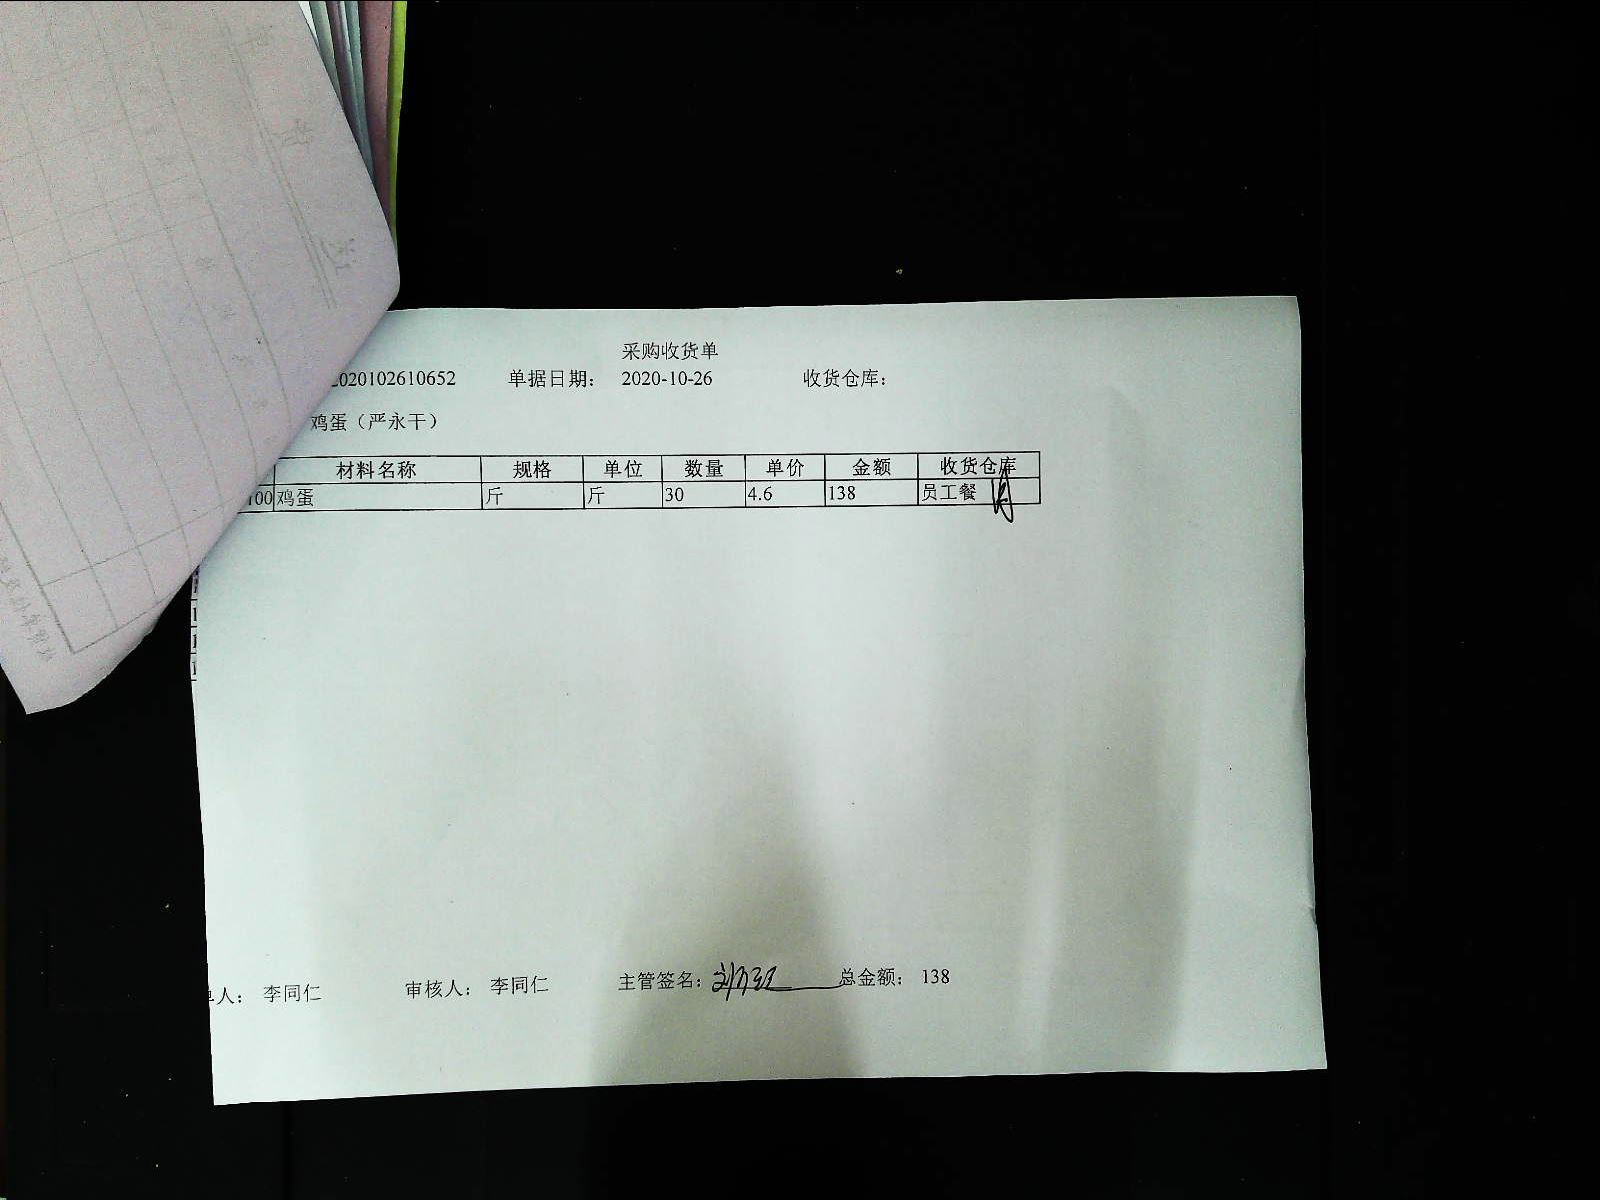 采购收货单
2020102610652 单据日期: 2020-10-26 收货仓库:
鸡蛋（严永干）
材料名称 规格 单位 数量 单价 金额 收货仓库
100 鸡蛋 斤 斤 30 4.6 138 员工餐
单人: 李同仁 审核人: 李同仁 主管签名: 总金额: 138